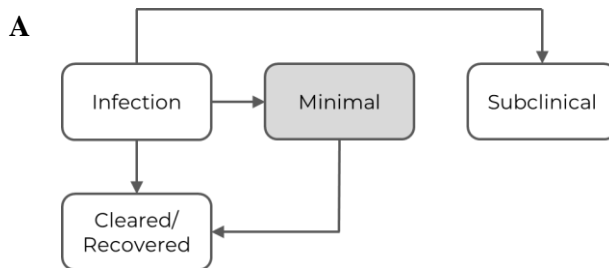 A
Infection
Minimal
Subclinical
Cleared/
Recovered